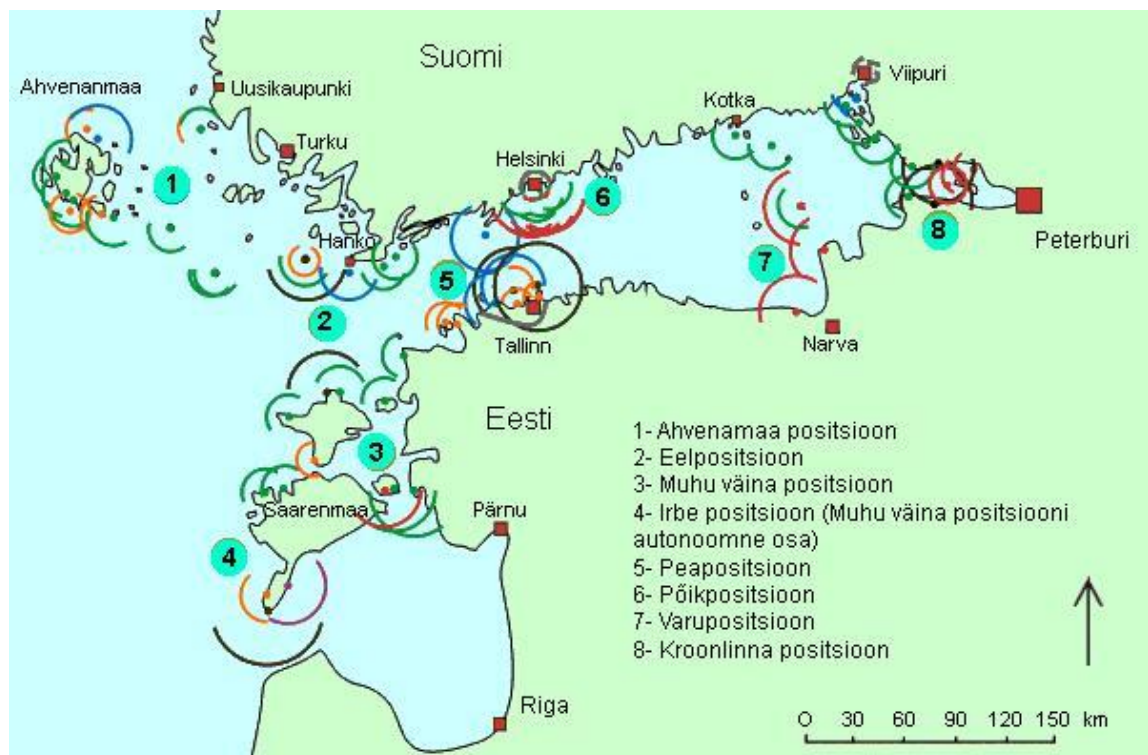 Suomi
Ahvenanmaa
Uusikaupunki
Viipuri
Kotka
Turku
Helsinki
1
6
8
Peterburi
Hanko
5
7
2
Tallinn
Narva
Eesti
3
Saarenmaa
Pärnu
4
1- Ahvenamaa positsioon
2- Eelpositsioon
3- Muhu väina positsioon
4- Irbe positsioon (Muhu väina positsiooni
autonoomne osa)
5- Peapositsioon
6- Põikpositsioon
7- Varupositsioon
8- Kroonlinna positsioon
Riga
0 30 60 90 120 150 km